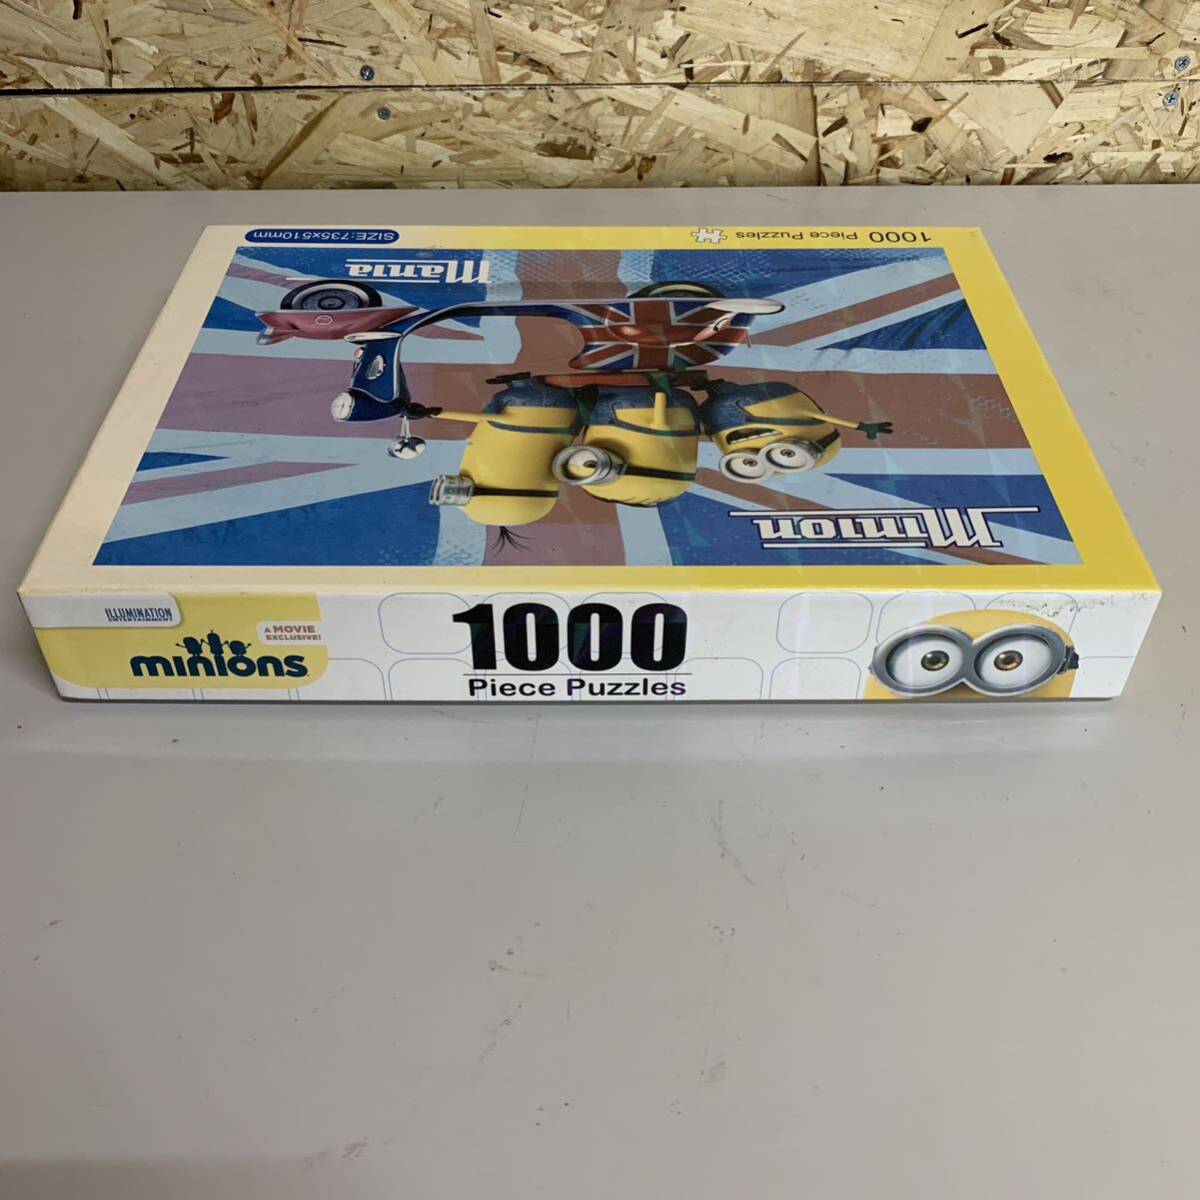 1000 Piece Puzzles
SIZE:735x510mm
Mania
Minion
ILLUMINATION
ENTERTAINMENT
minions
A MOVIE
EXCLUSIVE!
1000
Piece Puzzles